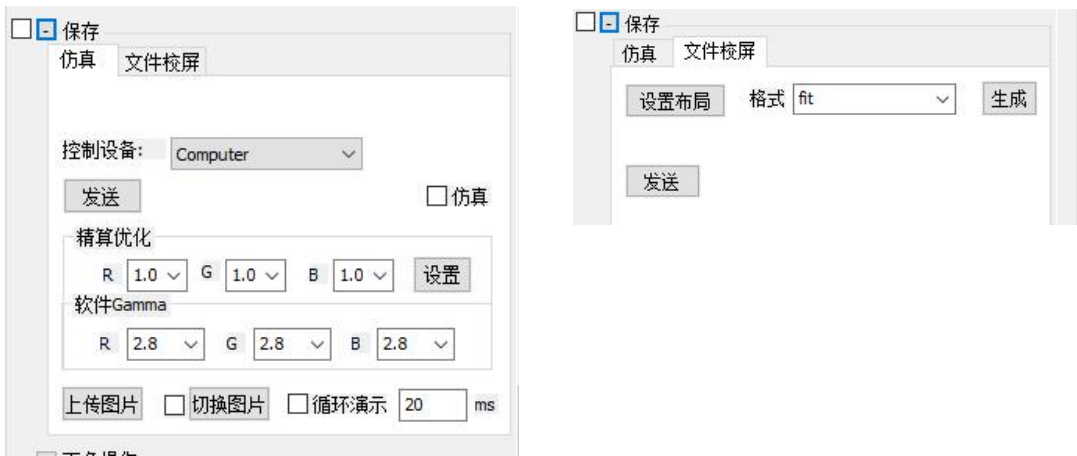 - 保存
仿真 文件校屏
控制设备: Computer
发送 仿真
精算优化
R 1.0 G 1.0 B 1.0 设置
软件Gamma
R 2.8 G 2.8 B 2.8
上传图片 切换图片 循环演示 20 ms
- 保存
仿真 文件校屏
设置布局 格式 fit 生成
发送